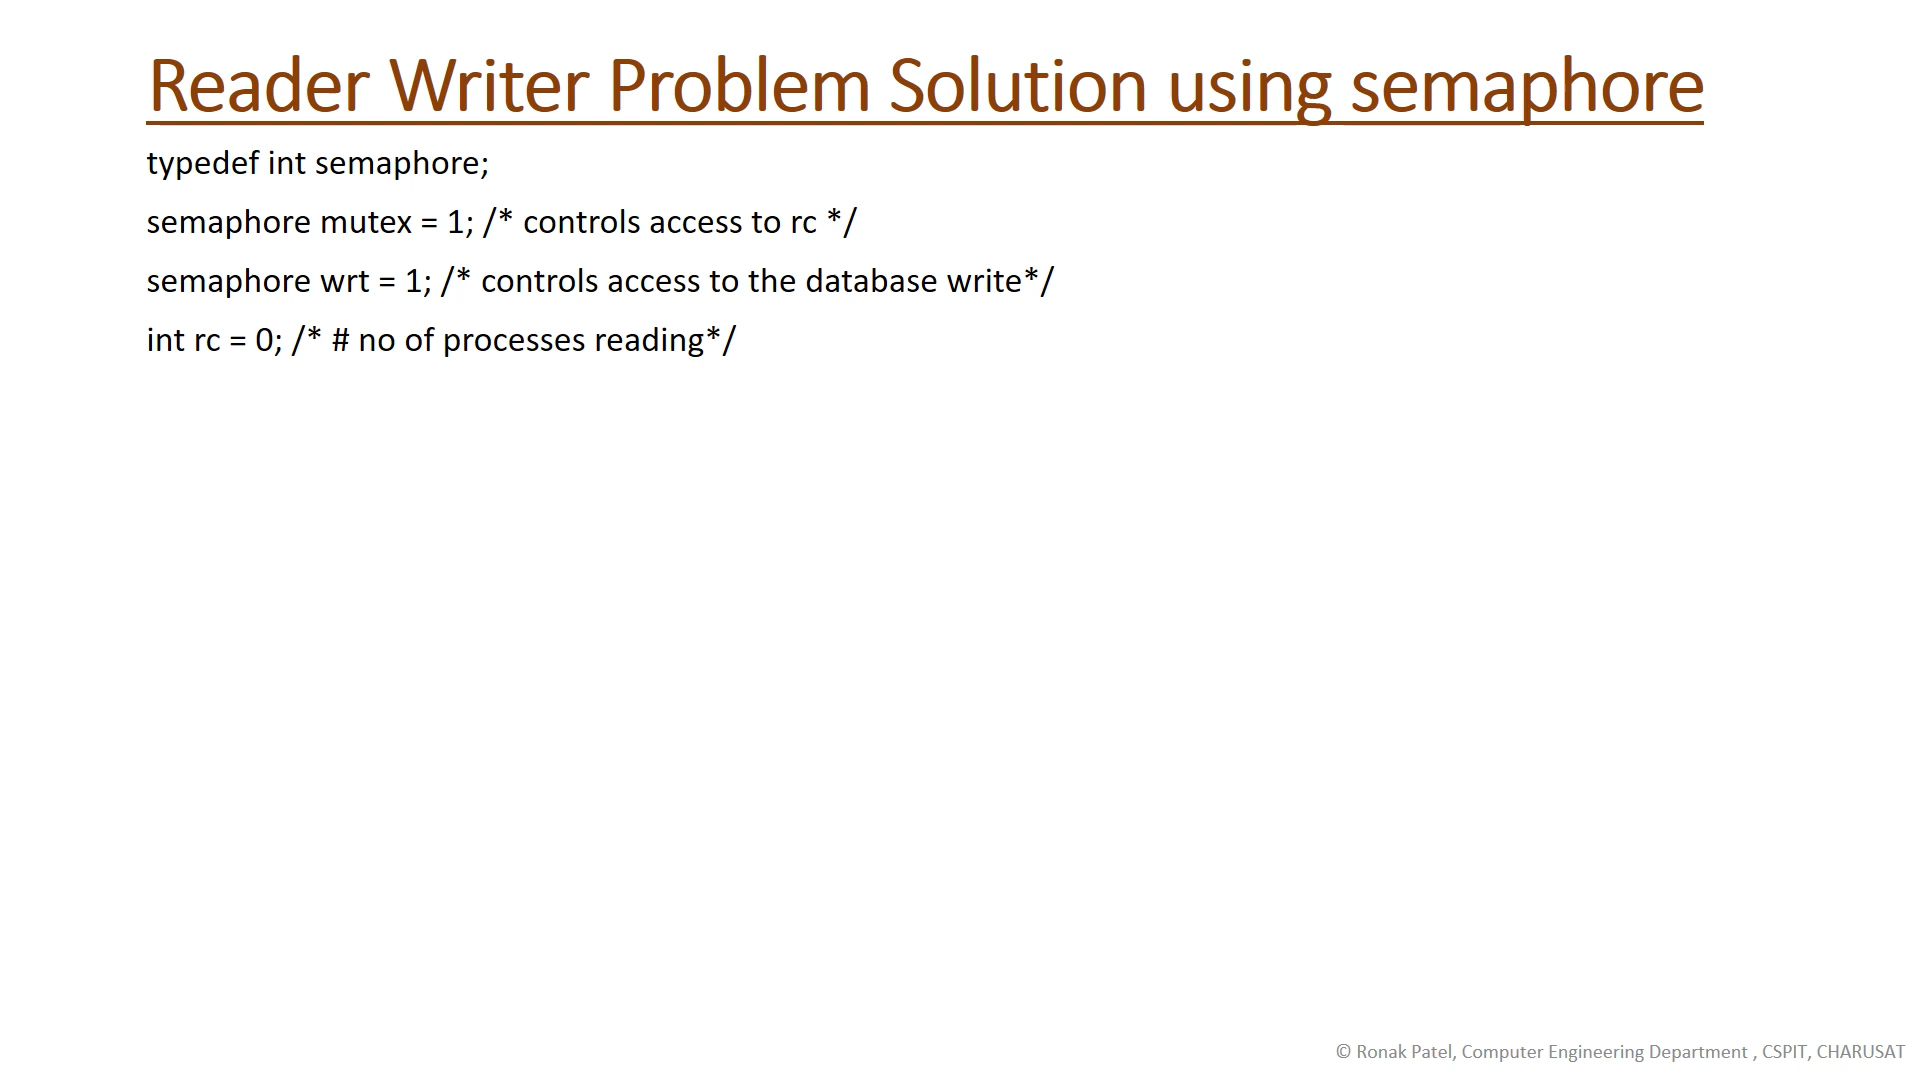 Reader Writer Problem Solution using semaphore
typedef int semaphore;
semaphore mutex = 1; /* controls access to rc */
semaphore wrt = 1; /* controls access to the database write*/
int rc = 0; /* # no of processes reading*/
© Ronak Patel, Computer Engineering Department , CSPIT, CHARUSAT